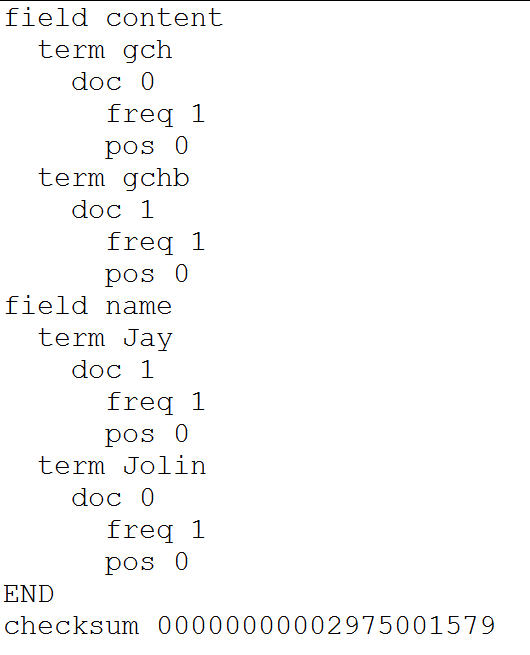 field content
  term gch
    doc 0
      freq 1
      pos 0
  term gchb
    doc 1
      freq 1
      pos 0
field name
  term Jay
    doc 1
      freq 1
      pos 0
  term Jolin
    doc 0
      freq 1
      pos 0
END
checksum 00000000002975001579